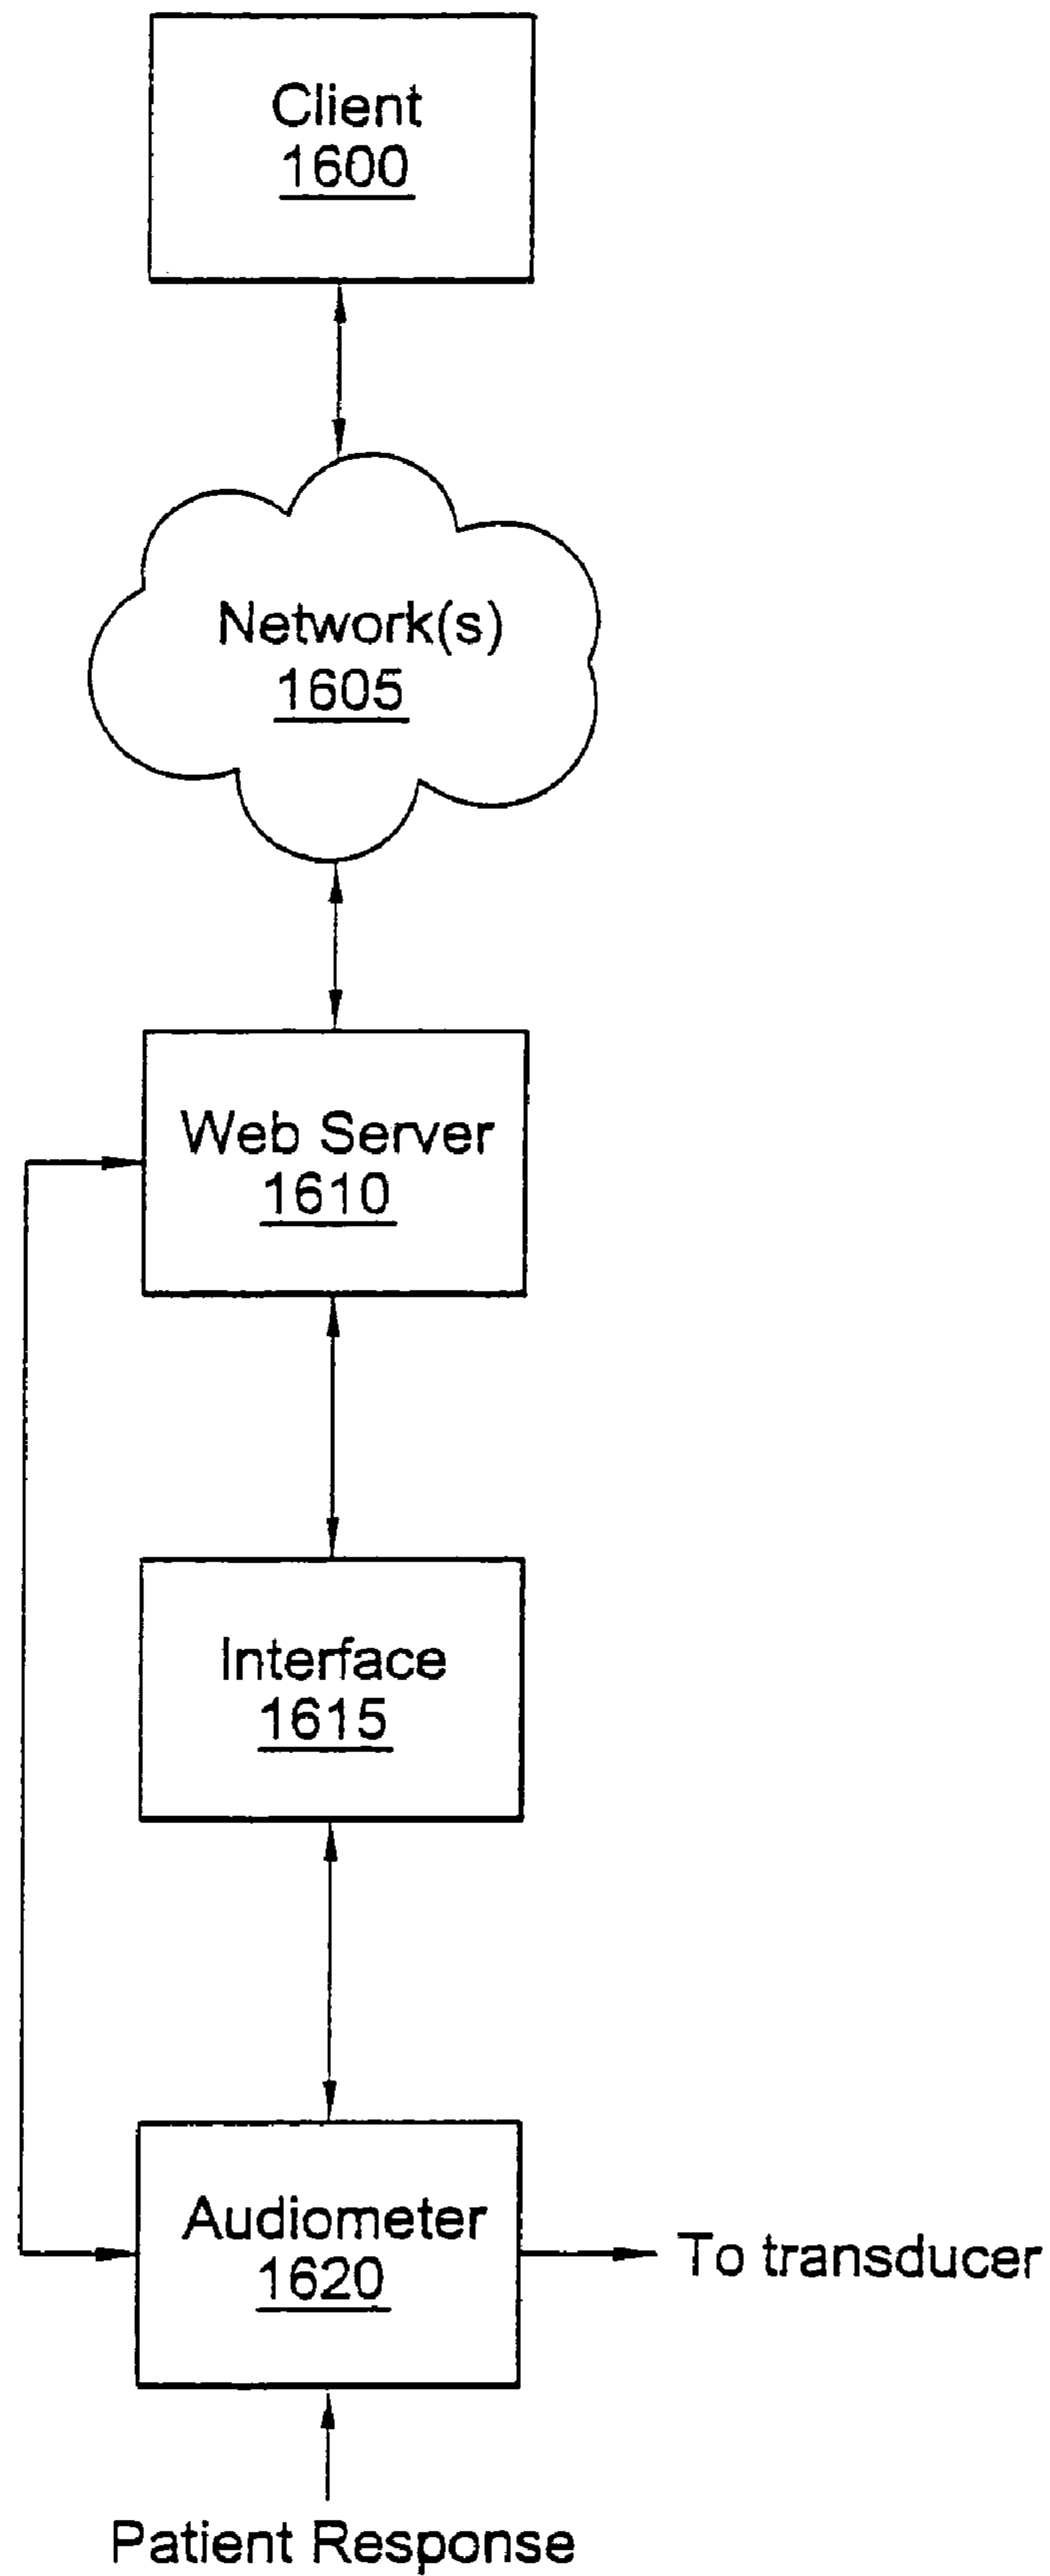 Client
1600
Network(s)
1605
Web Server
1610
Interface
1615
Audiometer
1620
To transducer
Patient Response